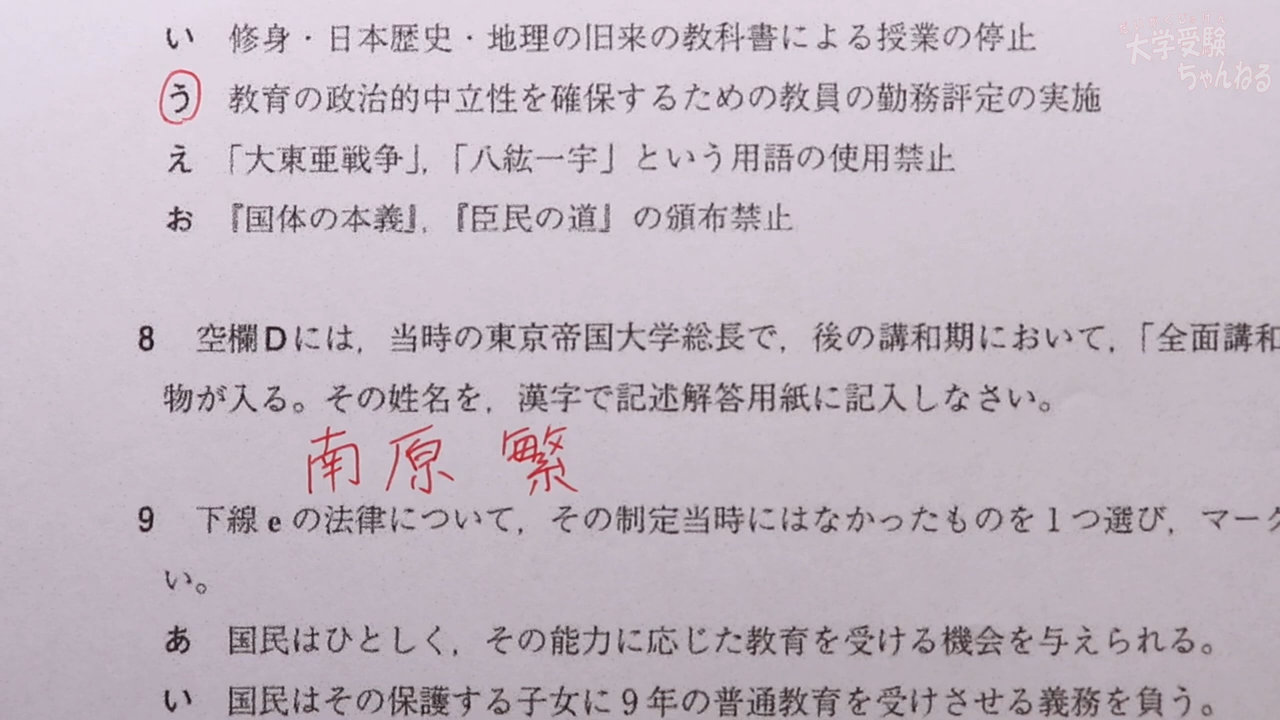 い 修身・日本歴史・地理の旧来の教科書による授業の停止
大学受験
ちゃんねる
う 教育の政治的中立性を確保するための教員の勤務評定の実施
え 「大東亜戦争」,「八紘一宇」という用語の使用禁止
お 『国体の本義』,『臣民の道』の頒布禁止
8 空欄Dには,当時の東京帝国大学総長で,後の講和期において,「全面講和
物が入る。その姓名を,漢字で記述解答用紙に記入しなさい。
南原 繁
9 下線eの法律について,その制定当時にはなかったものを1つ選び,マーク
い。
あ 国民はひとしく,その能力に応じた教育を受ける機会を与えられる。
い 国民はその保護する子女に9年の普通教育を受けさせる義務を負う。